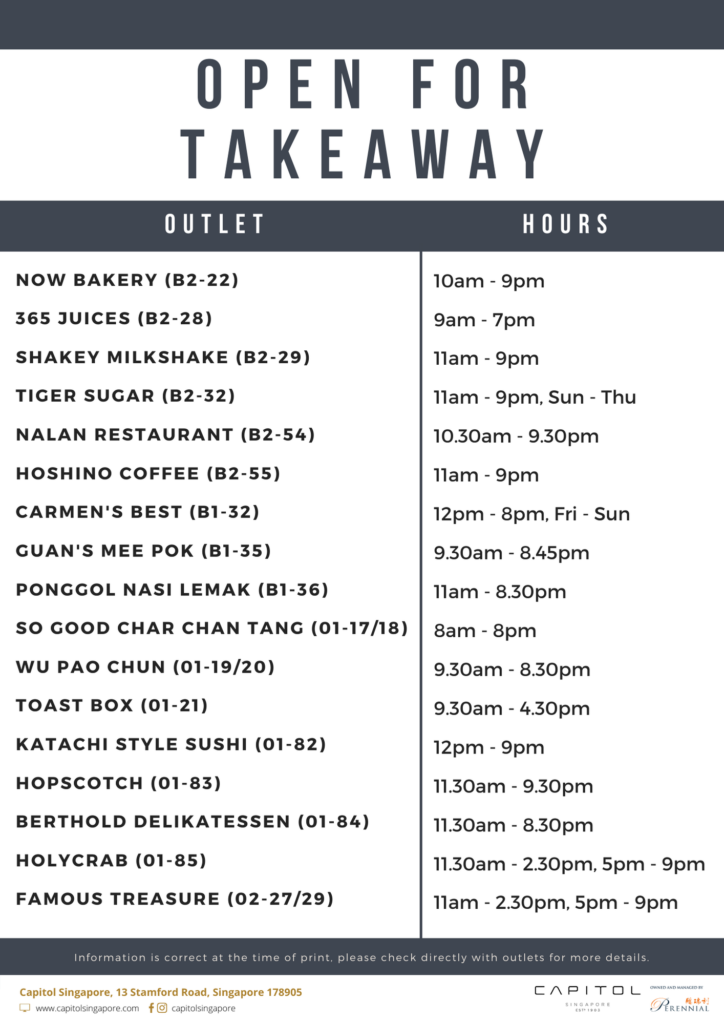 OPEN FOR
TAKEAWAY
OUTLET HOURS
NOW BAKERY (B2-22) 10am - 9pm
365 JUICES (B2-28) 9am - 7pm
SHAKEY MILKSHAKE (B2-29) 11am - 9pm
TIGER SUGAR (B2-32) 11am - 9pm, Sun - Thu
NALAN RESTAURANT (B2-54) 10.30am - 9.30pm
HOSHINO COFFEE (B2-55) 11am - 9pm
CARMEN'S BEST (B1-32) 12pm - 8pm, Fri - Sun
GUAN'S MEE POK (B1-35) 9.30am - 8.45pm
PONGGOL NASI LEMAK (B1-36) 11am - 8.30pm
SO GOOD CHAR CHAN TANG (01-17/18) 8am - 8pm
WU PAO CHUN (01-19/20) 9.30am - 8.30pm
TOAST BOX (01-21) 9.30am - 4.30pm
KATACHI STYLE SUSHI (01-82) 12pm - 9pm
HOPSCOTCH (01-83) 11.30am - 9.30pm
BERTHOLD DELIKATESSEN (01-84) 11.30am - 8.30pm
HOLYCRAB (01-85) 11.30am - 2.30pm, 5pm - 9pm
FAMOUS TREASURE (02-27/29) 11am - 2.30pm, 5pm - 9pm
Information is correct at the time of print, please check directly with outlets for more details.
Capitol Singapore, 13 Stamford Road, Singapore 178905
www.capitolsingapore.com capitolsingapore
CAPITOL
SINGAPORE
OWNED AND MANAGED BY
PERENNIAL